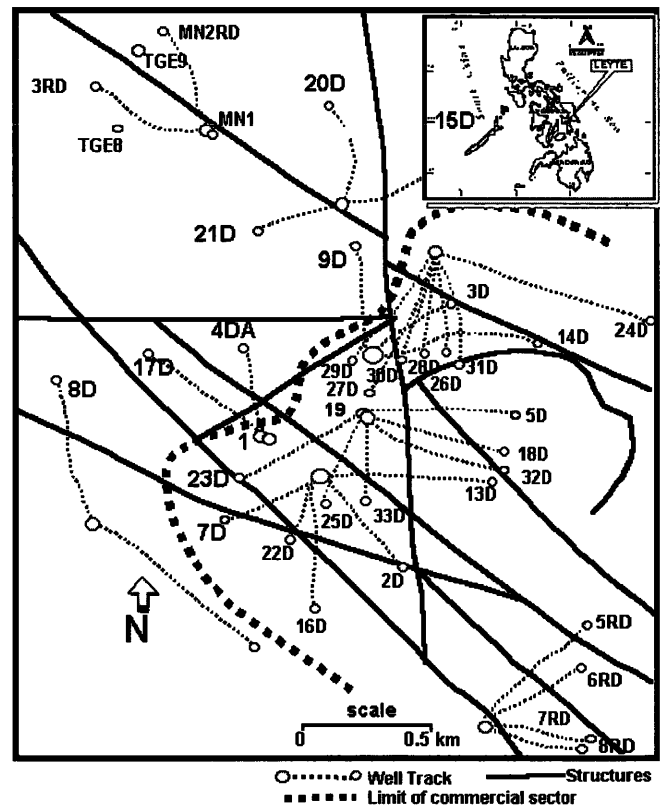 MN2RD
TGE9
3RD
20D
MN1
TGE8
LEYTE
15D
21D
9D
3D
24D
4DA
14D
17D
29D
30D
28D
31D
8D
27D
26D
19
5D
1
18D
23D
32D
13D
7D
25D
33D
22D
2D
16D
N
5RD
6RD
scale
7RD
0 0.5 km
8RD
Well Track
Structures
Limit of commercial sector